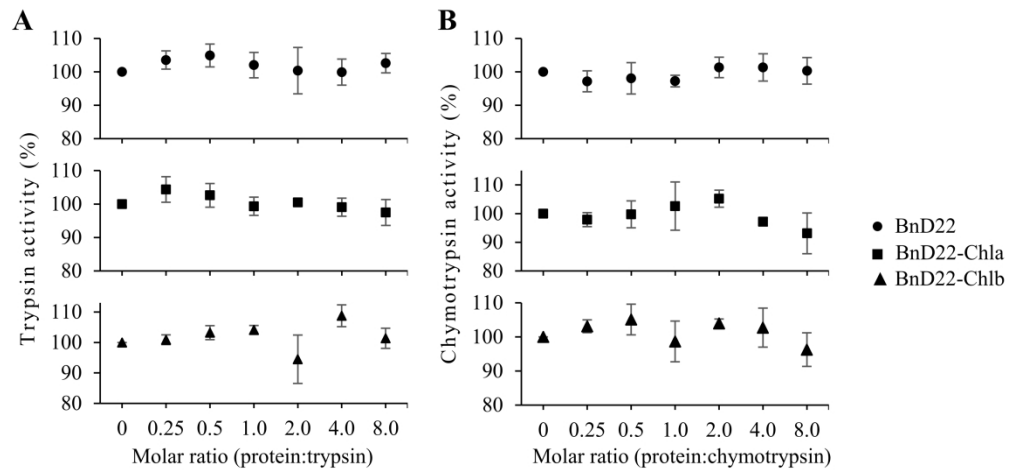 A
B
Trypsin activity (%)
110
100
90
80
110
100
90
80
110
100
90
80
0 0.25 0.5 1.0 2.0 4.0 8.0
Molar ratio (protein:trypsin)
Chymotrypsin activity (%)
110
100
90
80
110
100
90
80
110
100
90
80
0 0.25 0.5 1.0 2.0 4.0 8.0
Molar ratio (protein:chymotrypsin)
BnD22
BnD22-Chla
BnD22-Chlb